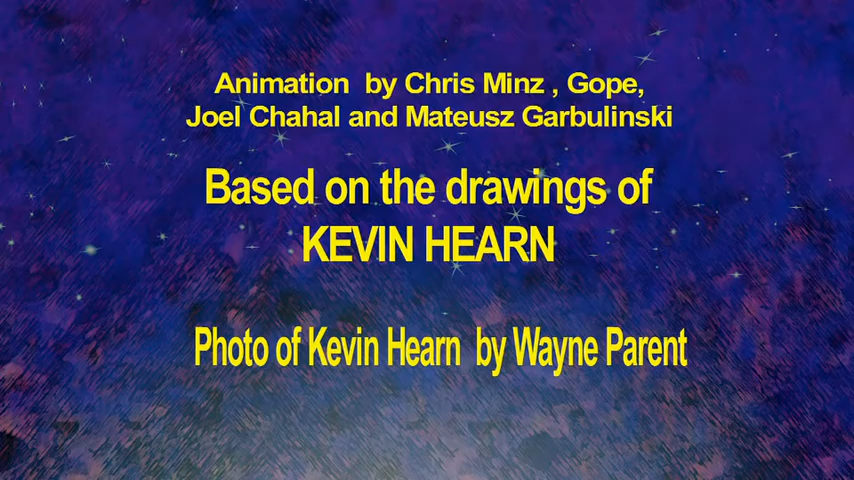 Animation  by Chris Minz , Gope,
Joel Chahal and Mateusz Garbulinski
Based on the drawings of
KEVIN HEARN
Photo of Kevin Hearn  by Wayne Parent